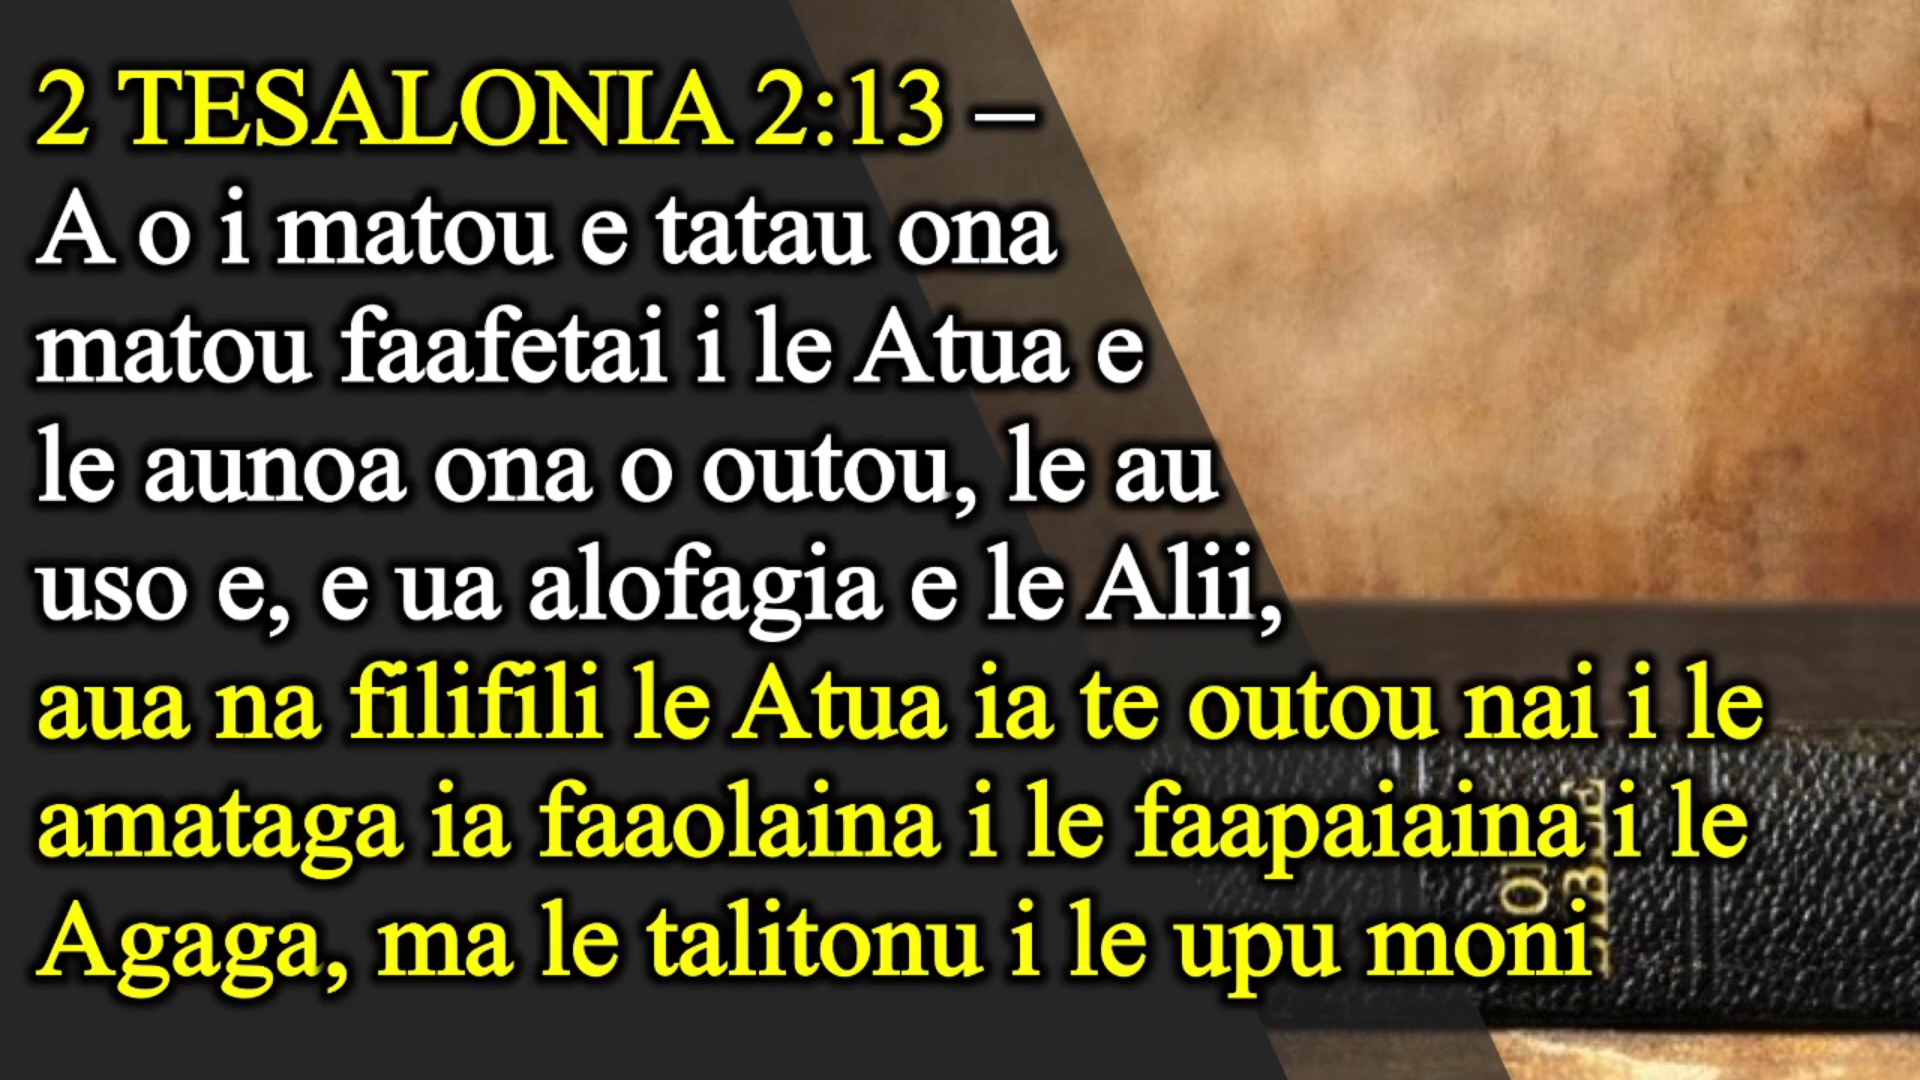 2 TESALONIA 2:13 –
A o i matou e tatau ona
matou faafetai i le Atua e
le aunoa ona o outou, le au
uso e, e ua alofagia e le Alii,
aua na filifili le Atua ia te outou nai i le
amataga ia faaolaina i le faapaiaina i le
Agaga, ma le talitonu i le upu moni